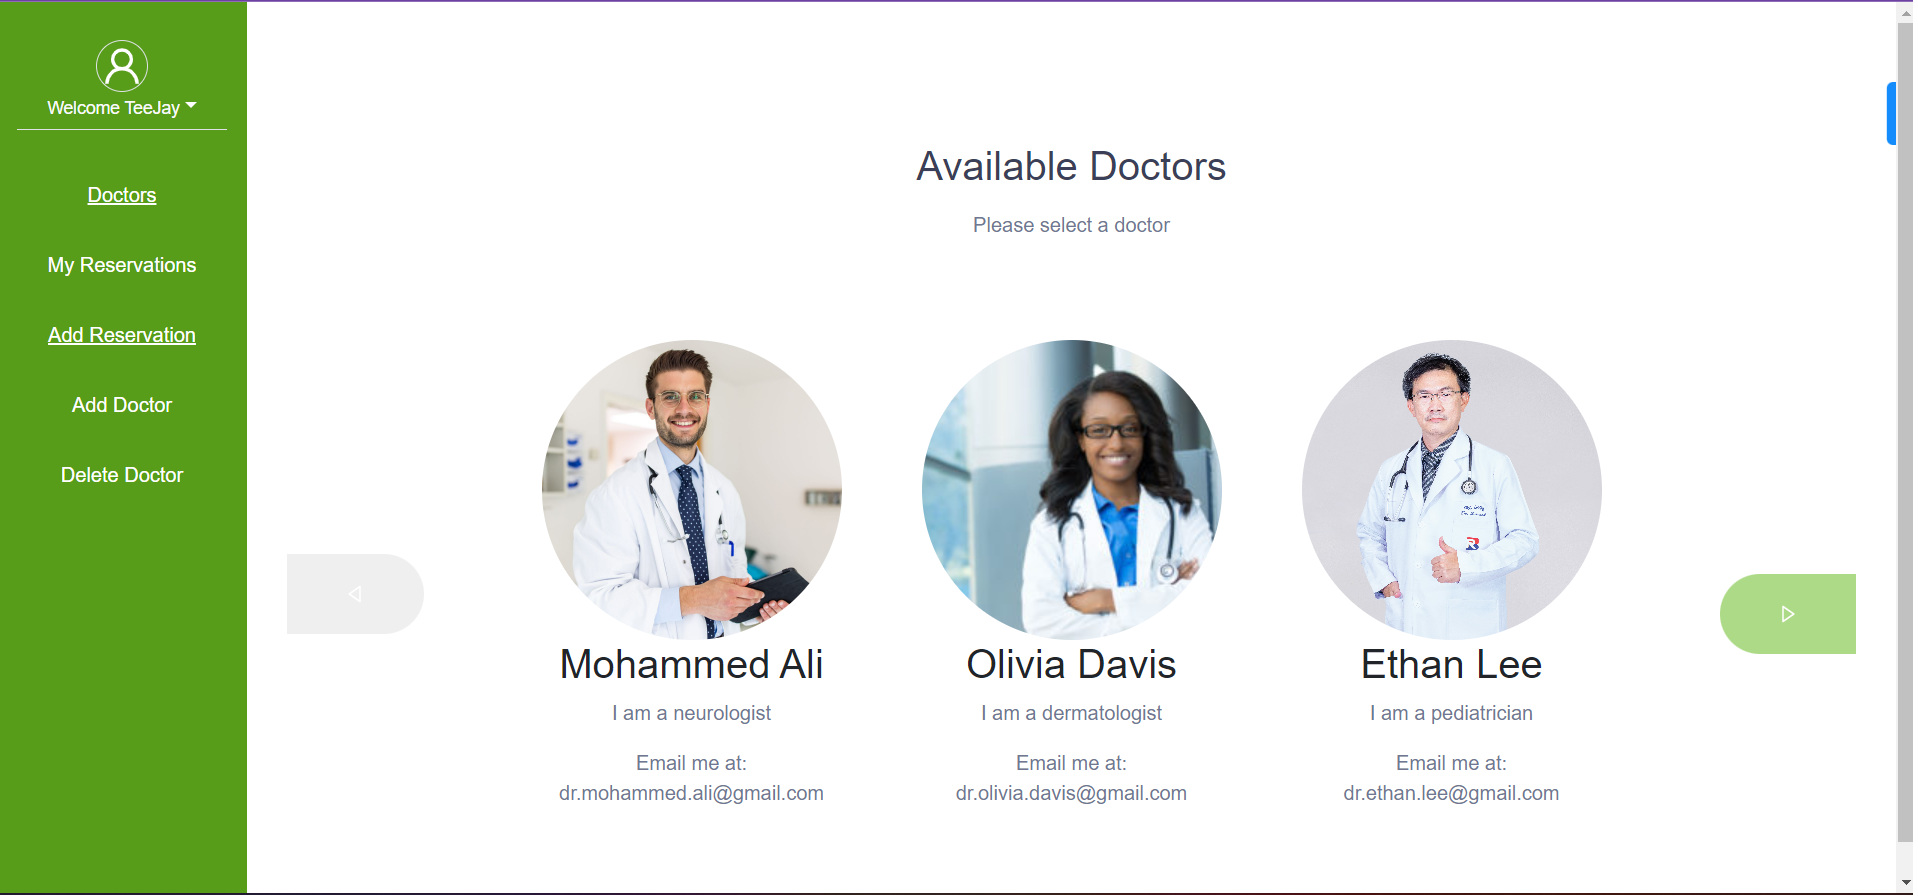 Welcome TeeJay
Doctors
My Reservations
Add Reservation
Add Doctor
Delete Doctor
Available Doctors
Please select a doctor
Mohammed Ali
I am a neurologist
Email me at:
dr.mohammed.ali@gmail.com
Olivia Davis
I am a dermatologist
Email me at:
dr.olivia.davis@gmail.com
Ethan Lee
I am a pediatrician
Email me at:
dr.ethan.lee@gmail.com